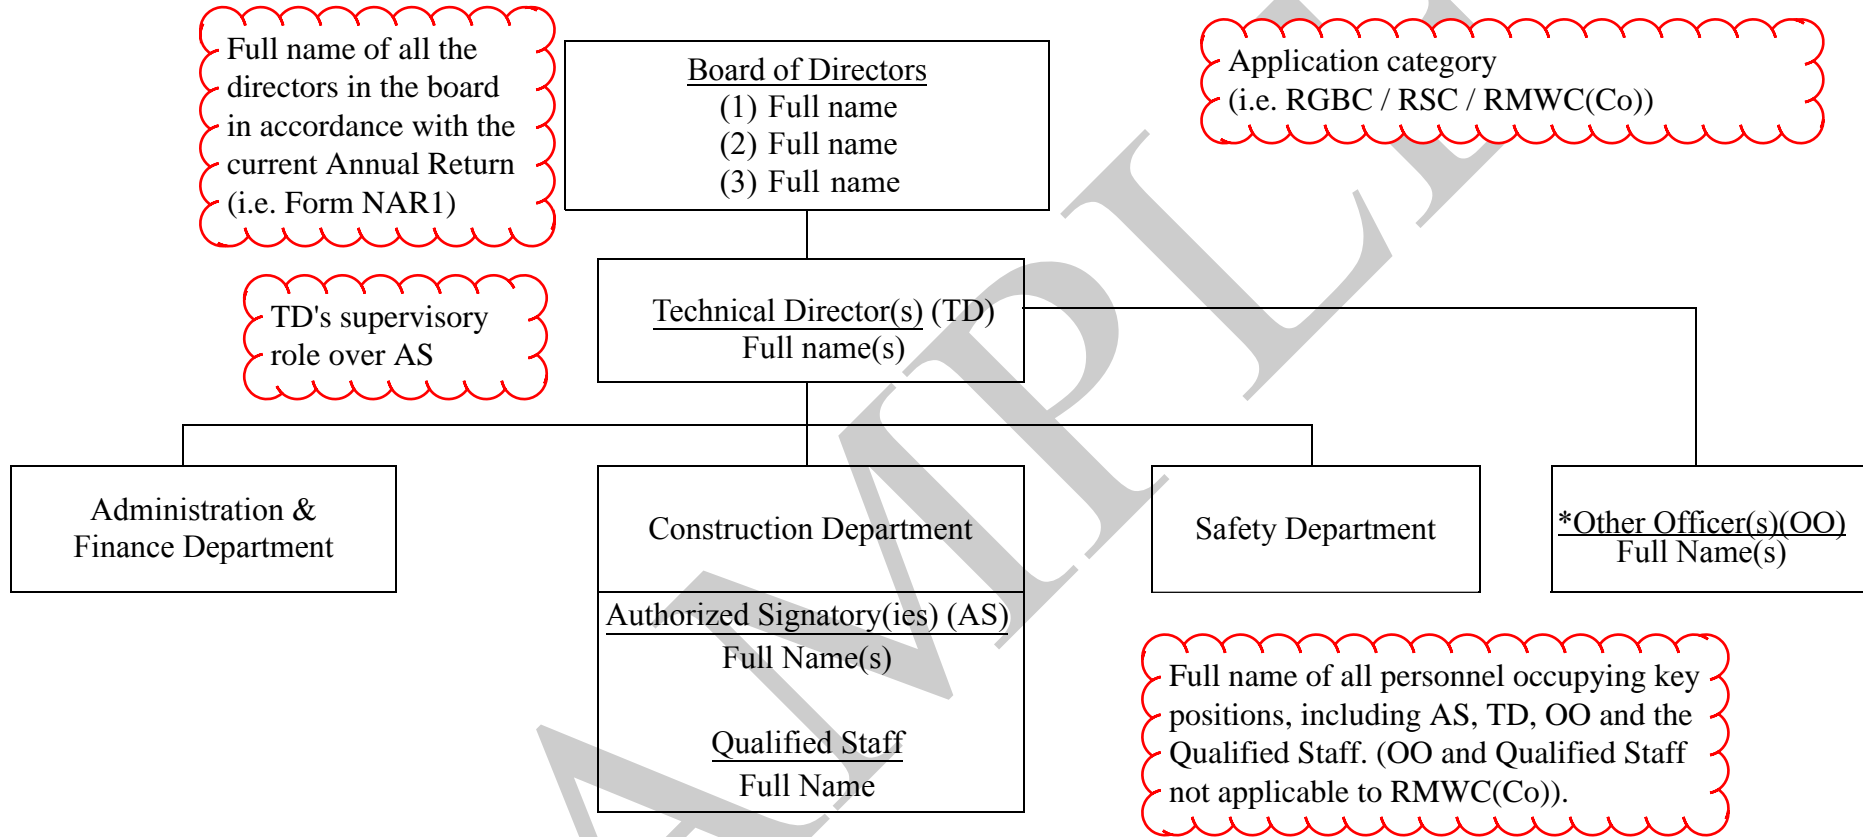 Full name of all the
directors in the board
in accordance with the
current Annual Return
(i.e. Form NAR1)
Board of Directors
(1) Full name
(2) Full name
(3) Full name
Application category
(i.e. RGBC / RSC / RMWC(Co))
TD's supervisory
role over AS
Technical Director(s) (TD)
Full name(s)
Administration &
Finance Department
Construction Department
Safety Department
*Other Officer(s)(OO)
Full Name(s)
Authorized Signatory(ies) (AS)
Full Name(s)
Qualified Staff
Full Name
Full name of all personnel occupying key
positions, including AS, TD, OO and the
Qualified Staff. (OO and Qualified Staff
not applicable to RMWC(Co)).